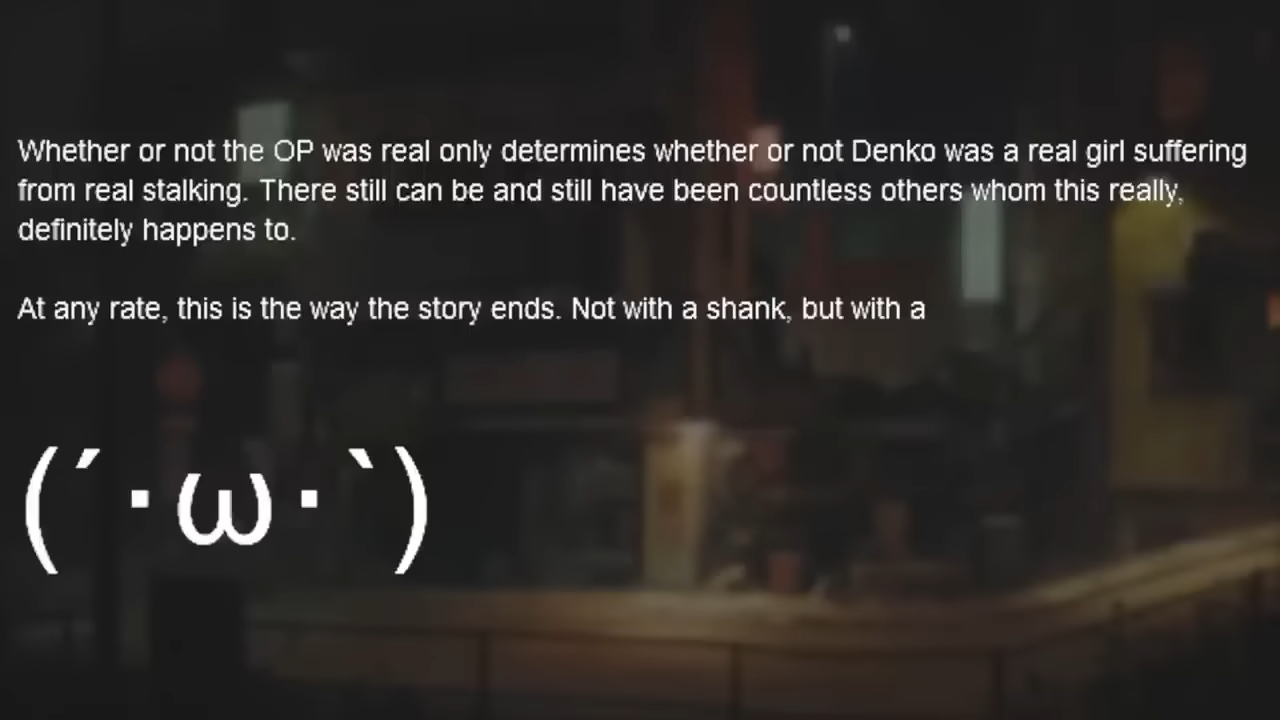 Whether or not the OP was real only determines whether or not Denko was a real girl suffering
from real stalking. There still can be and still have been countless others whom this really,
definitely happens to.
At any rate, this is the way the story ends. Not with a shank, but with a
(´･ω･`)